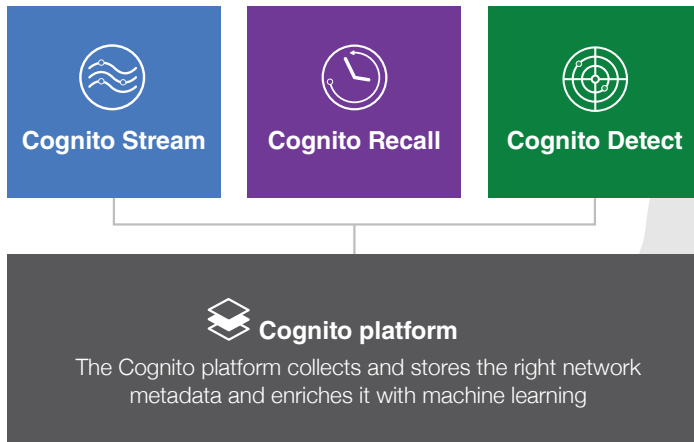 Cognito Stream
Cognito Recall
Cognito Detect
Cognito platform
The Cognito platform collects and stores the right network
metadata and enriches it with machine learning